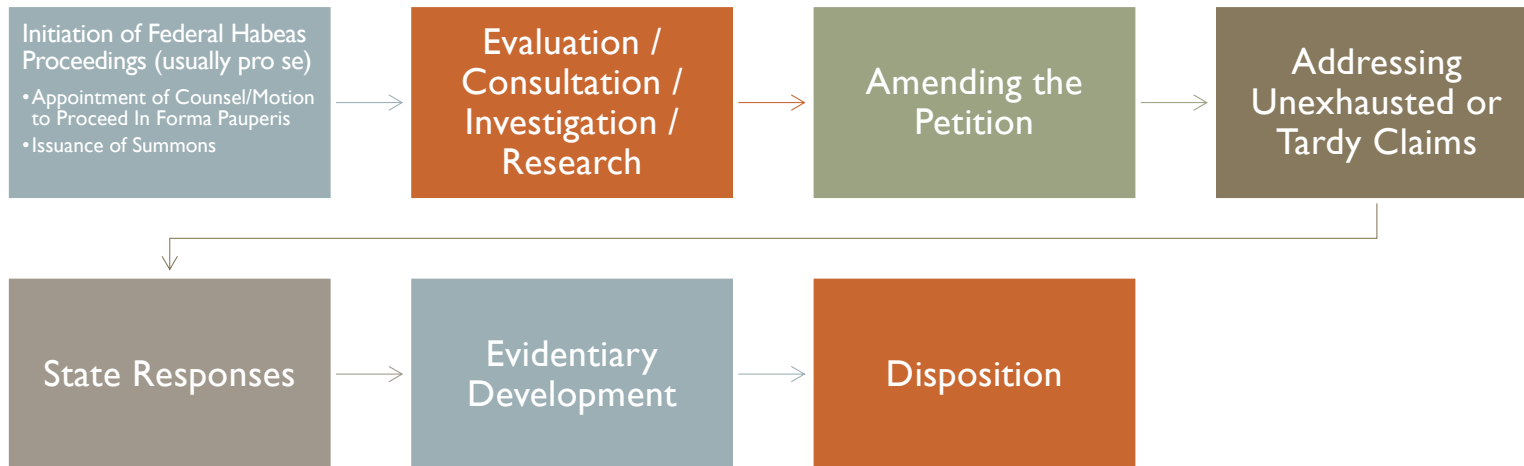 Initiation of Federal Habeas
Proceedings (usually pro se)
•Appointment of Counsel/Motion
to Proceed In Forma Pauperis
•Issuance of Summons
Evaluation /
Consultation /
Investigation /
Research
Amending the
Petition
Addressing
Unexhausted or
Tardy Claims
State Responses
Evidentiary
Development
Disposition